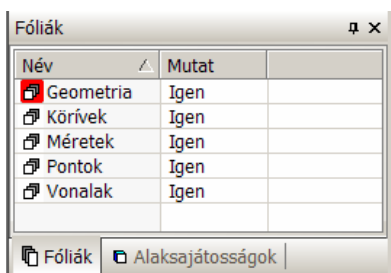 Fóliák
Név Mutat
Geometria Igen
Körívek Igen
Méretek Igen
Pontok Igen
Vonalak Igen
Fóliák Alaksajátosságok